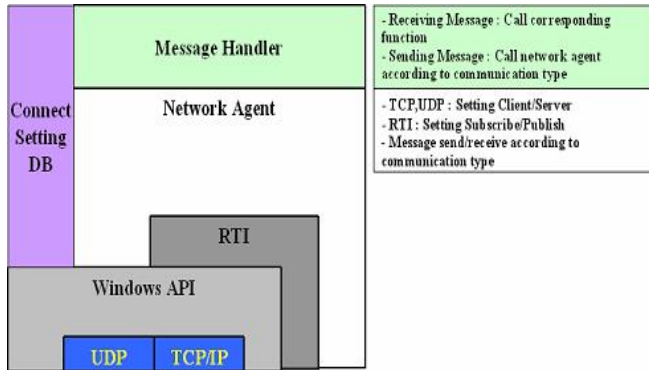 Message Handler
Connect
Setting
DB
Network Agent
RTI
Windows API
UDP
TCP/IP
- Receiving Message : Call corresponding
function
- Sending Message : Call network agent
according to communication type
- TCP,UDP : Setting Client/Server
- RTI : Setting Subscribe/Publish
- Message send/receive according to
communication type